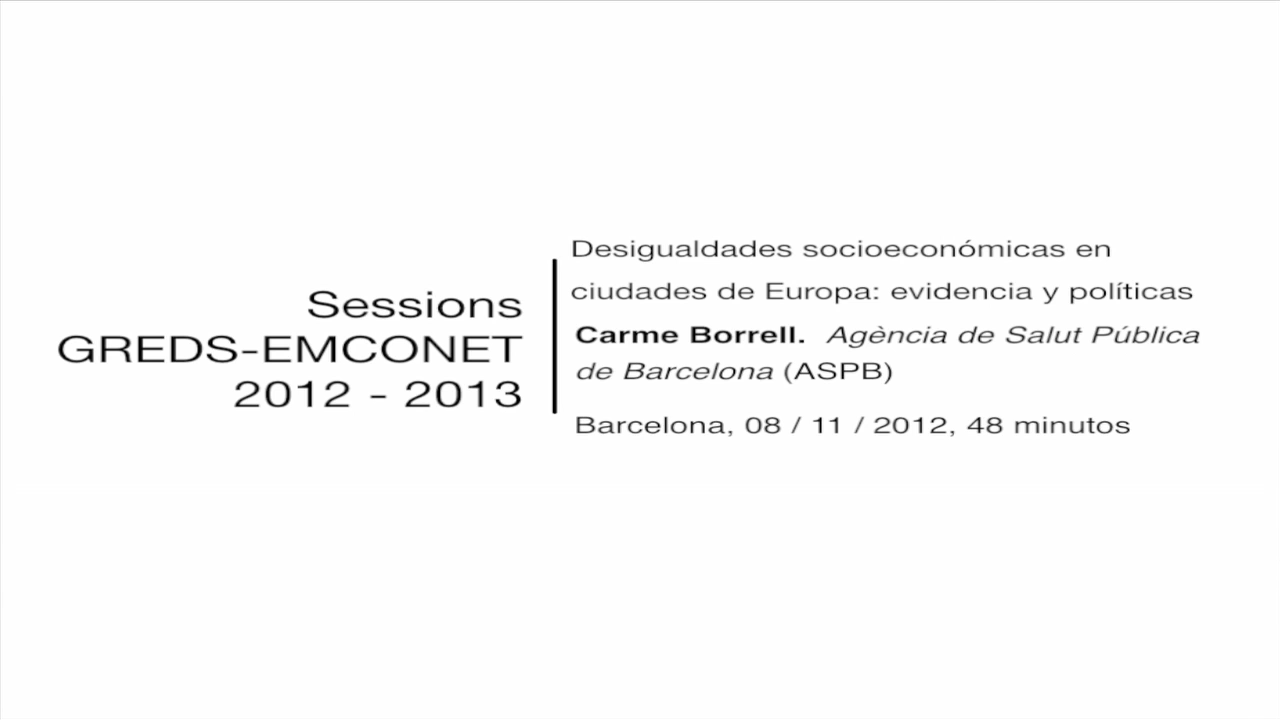 Sessions
GREDS-EMCONET
2012 - 2013
Desigualdades socioeconómicas en
ciudades de Europa: evidencia y políticas
Carme Borrell. Agència de Salut Pública
de Barcelona (ASPB)
Barcelona, 08 / 11 / 2012, 48 minutos